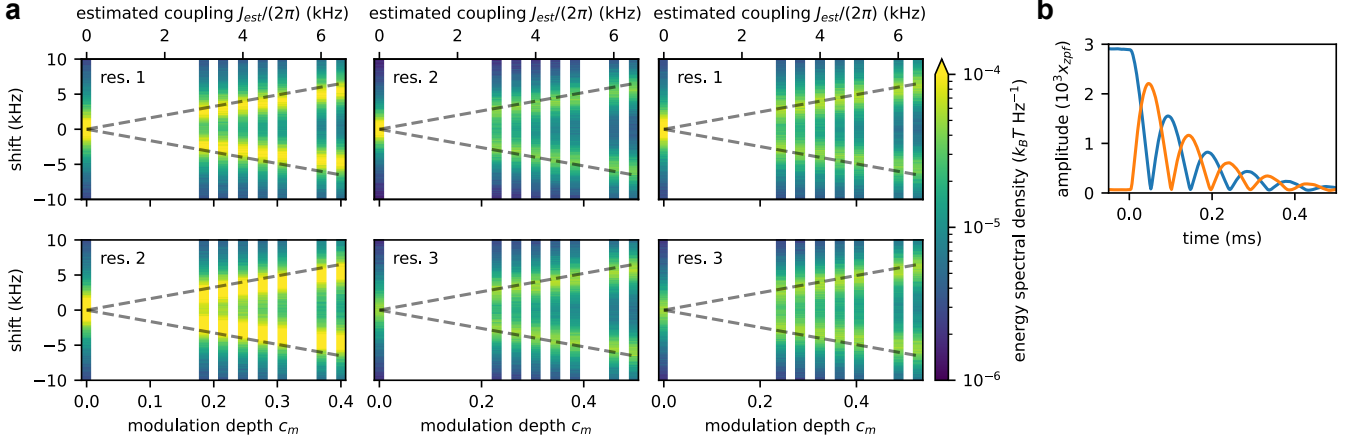 a
estimated coupling J_est/(2π) (kHz)
estimated coupling J_est/(2π) (kHz)
estimated coupling J_est/(2π) (kHz)
0 2 4 6
0 2 4 6
0 2 4 6
shift (kHz)
10
5
0
−5
−10
res. 1
res. 2
res. 1
shift (kHz)
10
5
0
−5
−10
res. 2
res. 3
res. 3
0.0 0.1 0.2 0.3 0.4
0.0 0.2 0.4
0.0 0.2 0.4
modulation depth c_m
modulation depth c_m
modulation depth c_m
10⁻⁴
10⁻⁵
10⁻⁶
energy spectral density (k_BT Hz⁻¹)
b
amplitude (10³x_zpf)
3
2
1
0
0.0 0.2 0.4
time (ms)